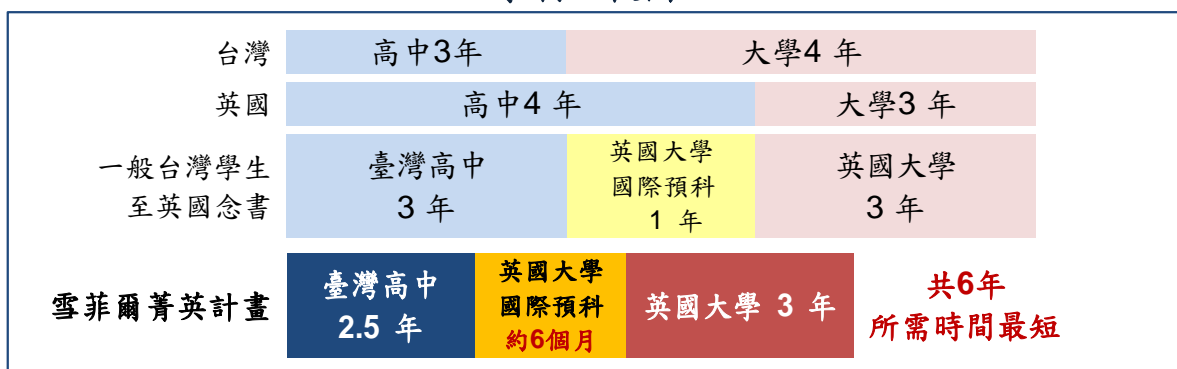 台灣 高中3年 大學4 年
英國 高中4 年 大學3 年
一般台灣學生
至英國念書
臺灣高中
3 年
英國大學
國際預科
1 年
英國大學
3 年
雪菲爾菁英計畫
臺灣高中
2.5 年
英國大學
國際預科
約6個月
英國大學 3 年
共6年
所需時間最短